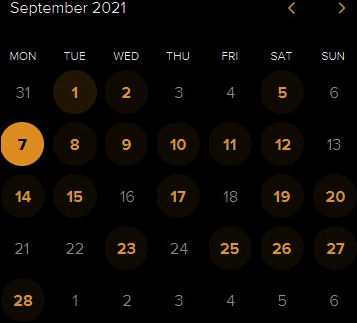 September 2021
MON TUE WED THU FRI SAT SUN
31 1 2 3 4 5 6
7 8 9 10 11 12 13
14 15 16 17 18 19 20
21 22 23 24 25 26 27
28 1 2 3 4 5 6